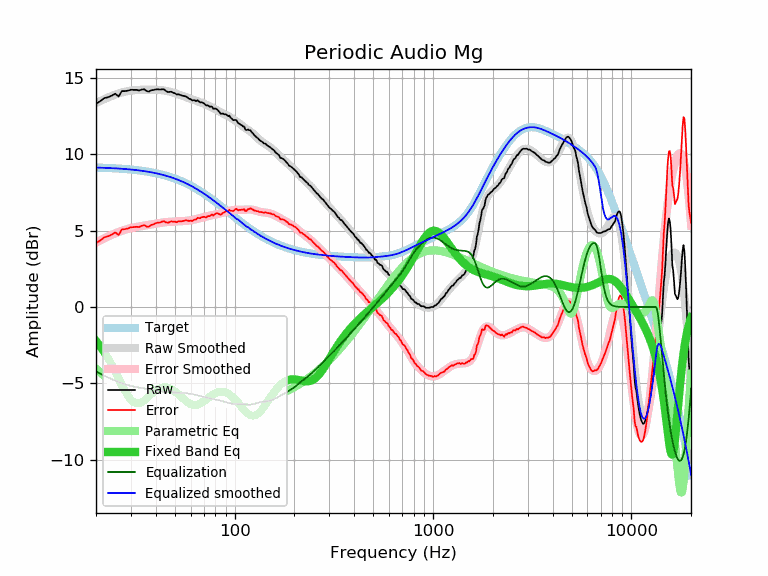 Periodic Audio Mg
15
10
5
0
−5
−10
Amplitude (dBr)
Target
Raw Smoothed
Error Smoothed
Raw
Error
Parametric Eq
Fixed Band Eq
Equalization
Equalized smoothed
100
1000
10000
Frequency (Hz)